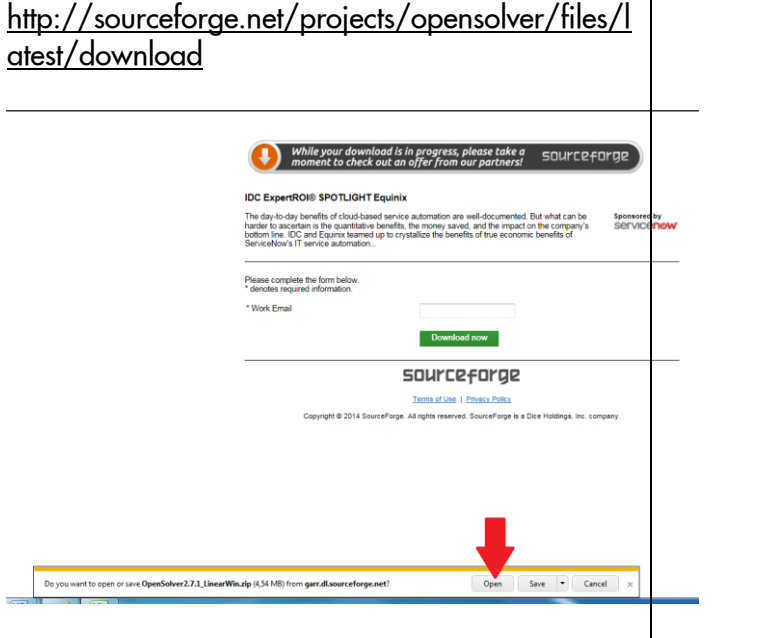 http://sourceforge.net/projects/opensolver/files/l
atest/download
While your download is in progress, please take a
moment to check out an offer from our partners!
sourceforge
IDC ExpertROI® SPOTLIGHT Equinix
The day-to-day benefits of cloud-based service automation are well-documented. But what can be
harder to ascertain is the quantitative benefits, the money saved, and the impact on the company's
bottom line. IDC and Equinix teamed up to crystallize the benefits of true economic benefits of
ServiceNow's IT service automation...
Sponsored by
servicenow
Please complete the form below.
* denotes required information.
* Work Email
Download now
sourceforge
Terms of Use | Privacy Policy
Copyright © 2014 SourceForge. All rights reserved. SourceForge is a Dice Holdings, Inc. company.
Do you want to open or save OpenSolver2.7.1_LinearWin.zip (4,54 MB) from garr.dl.sourceforge.net?
Open
Save
Cancel
x